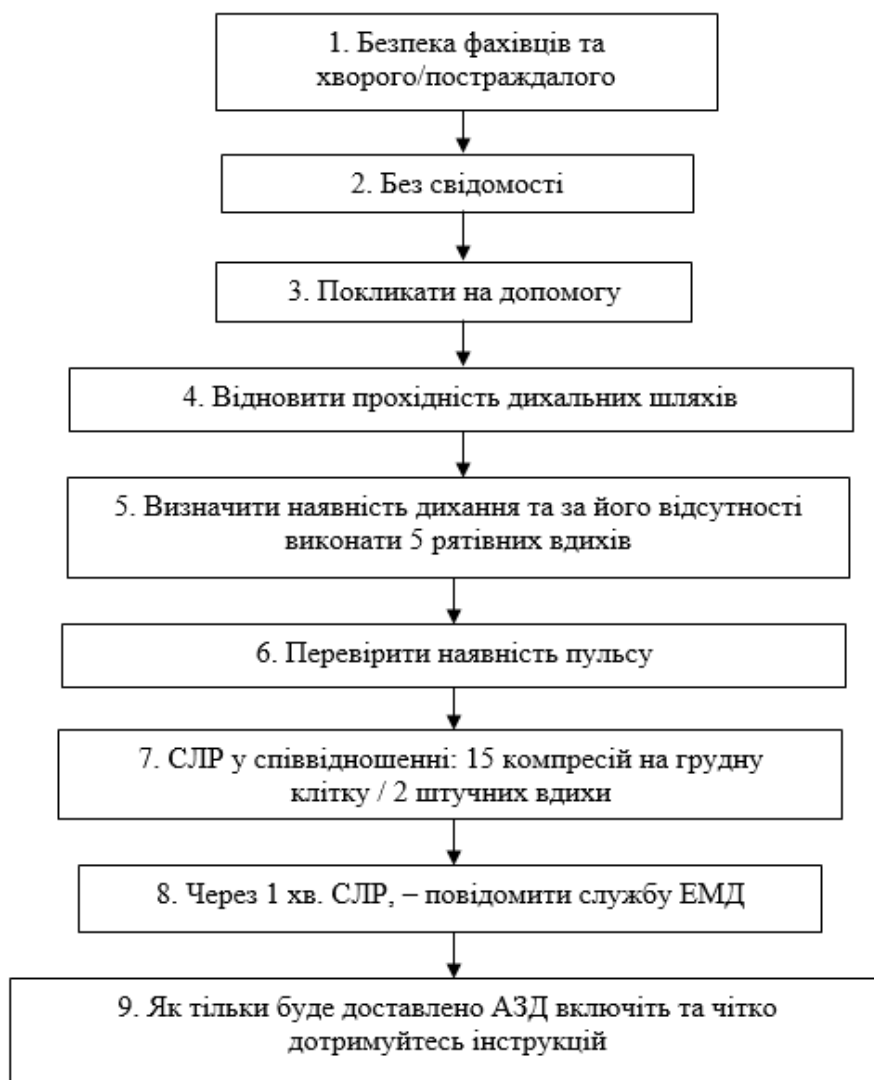 1. Безпека фахівців та
хворого/постраждалого
2. Без свідомості
3. Покликати на допомогу
4. Відновити прохідність дихальних шляхів
5. Визначити наявність дихання та за його відсутності
виконати 5 рятівних вдихів
6. Перевірити наявність пульсу
7. СЛР у співвідношенні: 15 компресій на грудну
клітку / 2 штучних вдихи
8. Через 1 хв. СЛР, – повідомити службу ЕМД
9. Як тільки буде доставлено АЗД включіть та чітко
дотримуйтесь інструкцій